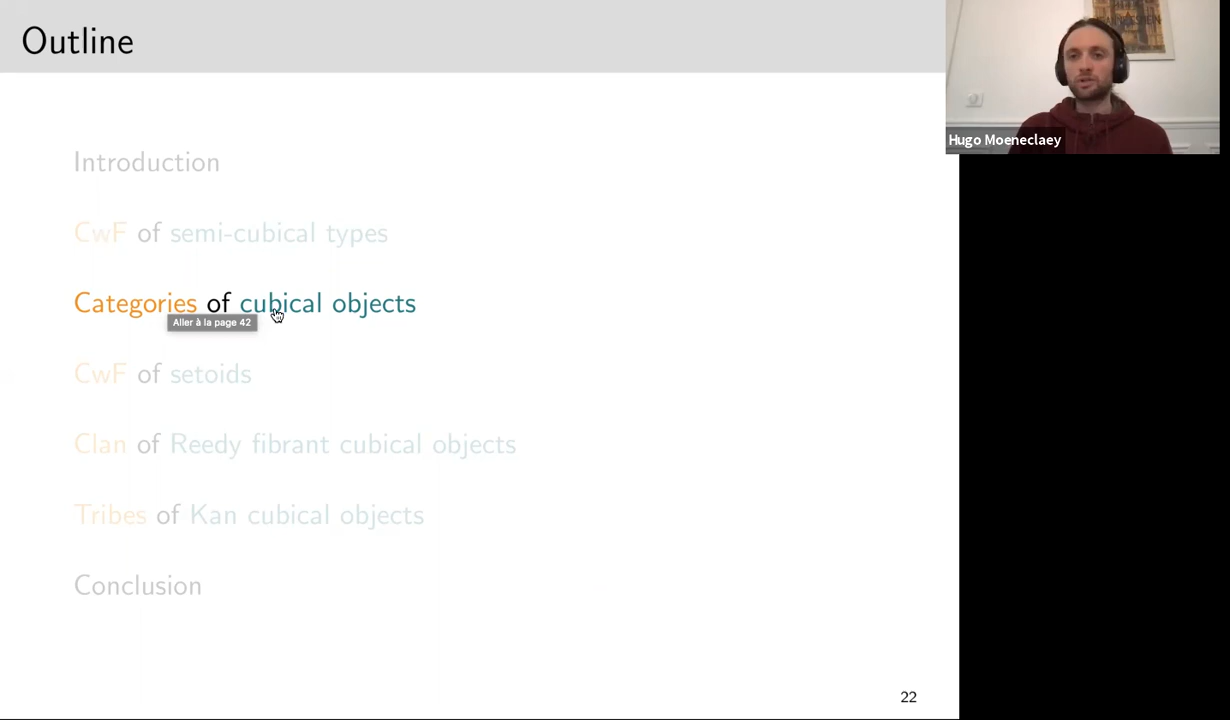 Outline
Introduction
CwF of semi-cubical types
Categories of cubical objects
Aller à la page 42
CwF of setoids
Clan of Reedy fibrant cubical objects
Tribes of Kan cubical objects
Conclusion
22
Hugo Moeneclaey